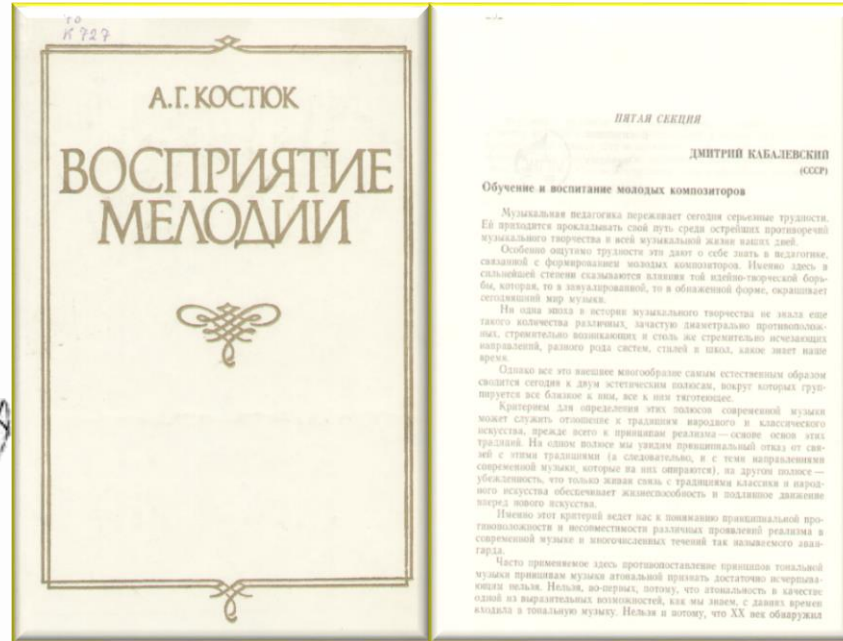 К 727
А.Г. КОСТЮК
ВОСПРИЯТИЕ
МЕЛОДИИ
ПЯТАЯ СЕКЦИЯ
ДМИТРИЙ КАБАЛЕВСКИЙ
(СССР)
Обучение и воспитание молодых композиторов
Музыкальная педагогика переживает сегодня серьезные трудности.
Ей приходится прокладывать свой путь среди острейших противоречий
музыкального творчества и всей музыкальной жизни наших дней.
Особенно ощутимо трудности эти дают о себе знать в педагогике,
связанной с формированием молодых композиторов. Именно здесь в
сильнейшей степени сказываются влияния той идейно-творческой борь-
бы, которая, то в завуалированной, то в обнаженной форме, окрашивает
сегодняшний мир музыки.
Ни одна эпоха в истории музыкального творчества не знала еще
такого количества различных, зачастую диаметрально противополож-
ных, стремительно возникающих и столь же стремительно исчезающих
направлений, разного рода систем, стилей и школ, какое знает наше
время.
Однако все это внешнее многообразие самым естественным образом
сводится сегодня к двум эстетическим полюсам, вокруг которых груп-
пируется все близкое к ним, все к ним тяготеющее.
Критерием для определения этих полюсов современной музыки
может служить отношение к традициям народного и классического
искусства, прежде всего к принципам реализма — основе основ этих
традиций. На одном полюсе мы увидим принципиальный отказ от свя-
зей с этими традициями (а следовательно, и с теми направлениями
современной музыки, которые на них опираются), на другом полюсе —
убежденность, что только живая связь с традициями классики и народ-
ного искусства обеспечивает жизнеспособность и подлинное движение
вперед нового искусства.
Именно этот критерий ведет нас к пониманию принципиальной про-
тивоположности и несовместимости различных проявлений реализма в
современной музыке и многочисленных течений так называемого аван-
гарда.
Часто применяемое здесь противопоставление принципов тональной
музыки принципам музыки атональной признать достаточно исчерпыва-
ющим нельзя. Нельзя, во-первых, потому, что атональность в качестве
одной из выразительных возможностей, как мы знаем, с давних времен
входила в тональную музыку. Нельзя и потому, что XX век обнаружил